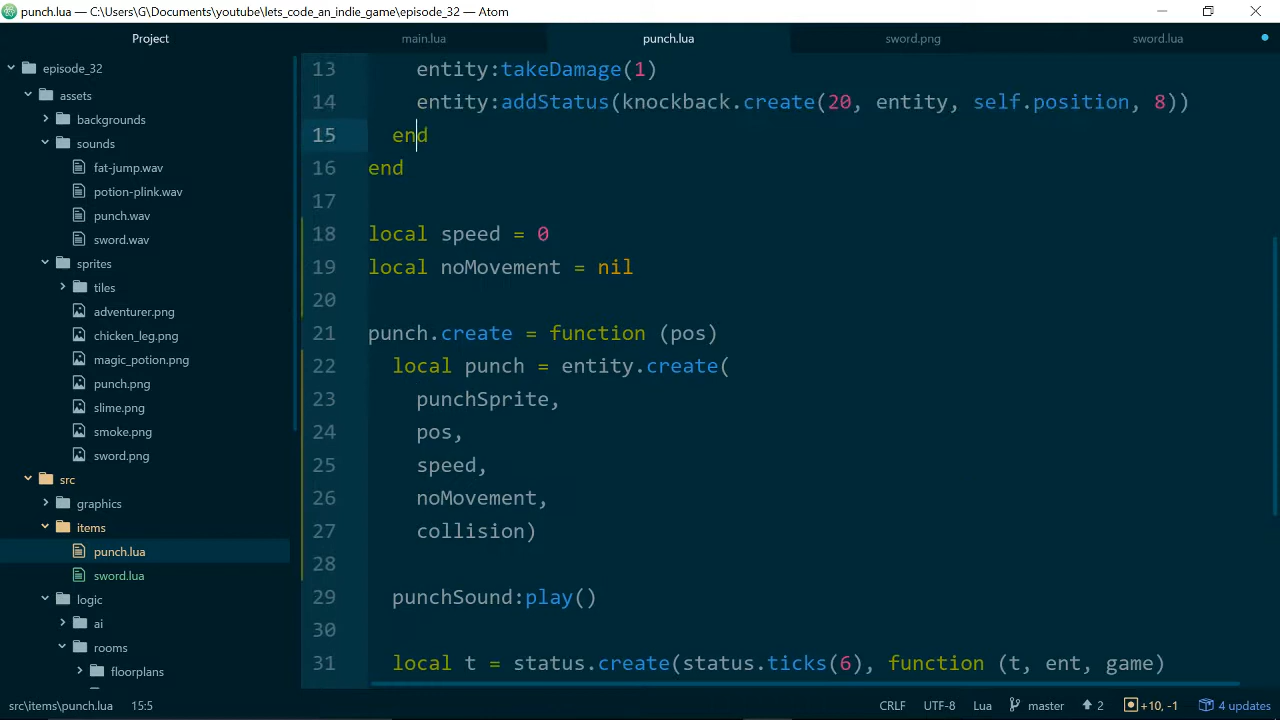 punch.lua — C:\Users\G\Documents\youtube\lets_code_an_indie_game\episode_32 — Atom
Project
main.lua
punch.lua
sword.png
sword.lua
episode_32
assets
backgrounds
sounds
fat-jump.wav
potion-plink.wav
punch.wav
sword.wav
sprites
tiles
adventurer.png
chicken_leg.png
magic_potion.png
punch.png
slime.png
smoke.png
sword.png
src
graphics
items
punch.lua
sword.lua
logic
ai
rooms
floorplans
13 entity:takeDamage(1)
14 entity:addStatus(knockback.create(20, entity, self.position, 8))
15 end
16 end
17
18 local speed = 0
19 local noMovement = nil
20
21 punch.create = function (pos)
22 local punch = entity.create(
23 punchSprite,
24 pos,
25 speed,
26 noMovement,
27 collision)
28
29 punchSound:play()
30
31 local t = status.create(status.ticks(6), function (t, ent, game)
src\items\punch.lua 15:5 CRLF UTF-8 Lua master 2 +10, -1 4 updates